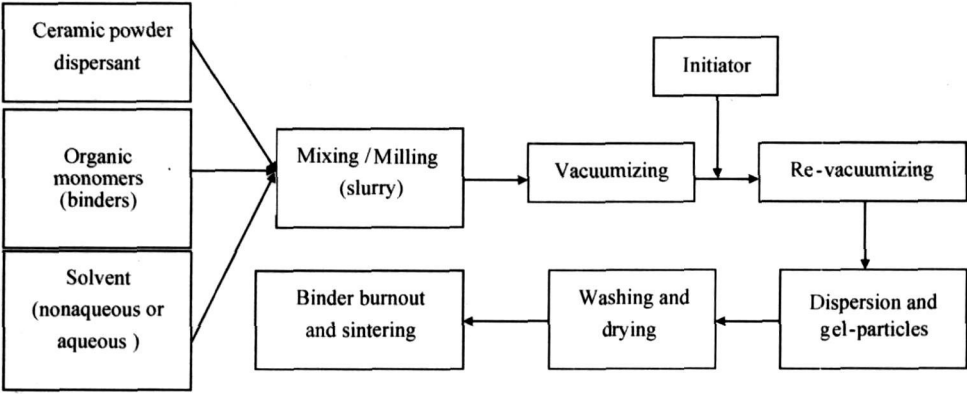 Ceramic powder
dispersant
Organic
monomers
(binders)
Solvent
(nonaqueous or
aqueous )
Mixing / Milling
(slurry)
Vacuumizing
Initiator
Re-vacuumizing
Dispersion and
gel-particles
Washing and
drying
Binder burnout
and sintering